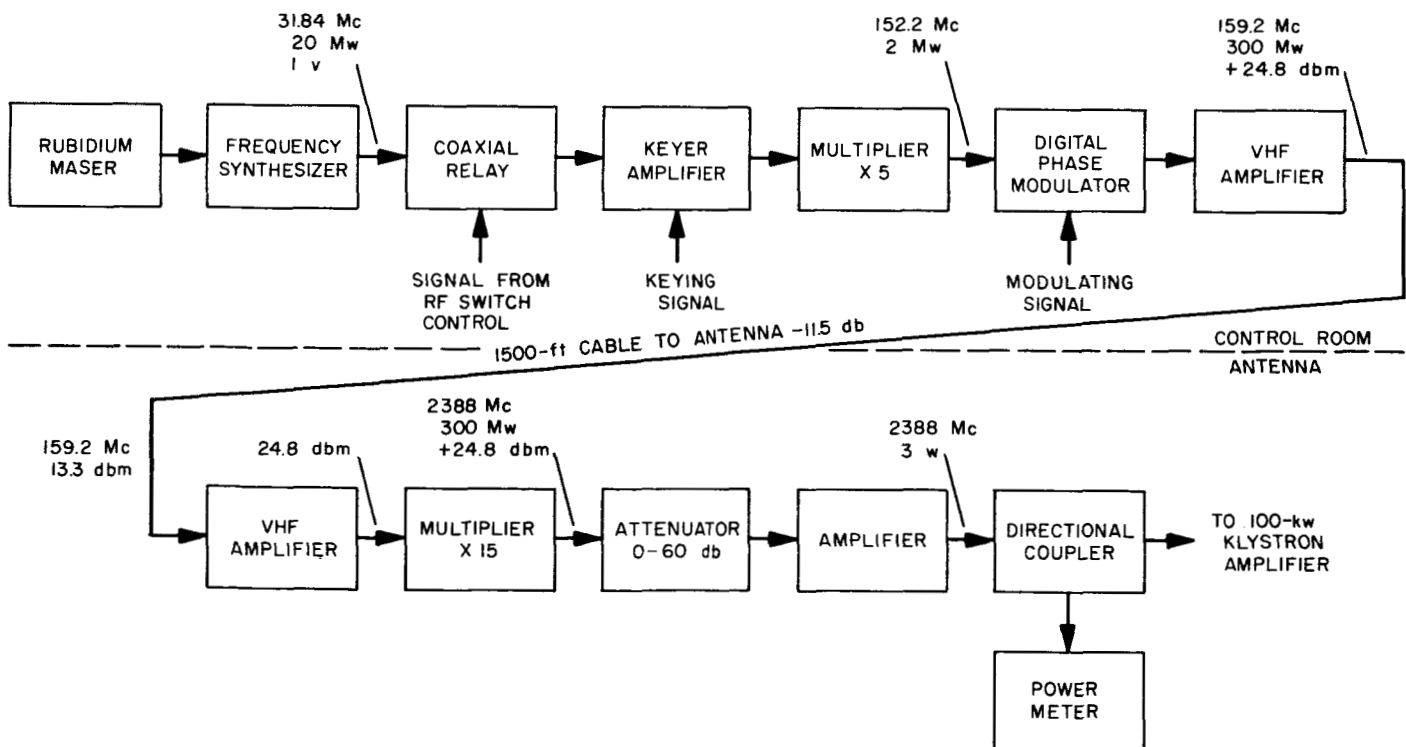 31.84 Mc
20 Mw
1 v
152.2 Mc
2 Mw
159.2 Mc
300 Mw
+24.8 dbm
RUBIDIUM
MASER
FREQUENCY
SYNTHESIZER
COAXIAL
RELAY
KEYER
AMPLIFIER
MULTIPLIER
X 5
DIGITAL
PHASE
MODULATOR
VHF
AMPLIFIER
SIGNAL FROM
RF SWITCH
CONTROL
KEYING
SIGNAL
MODULATING
SIGNAL
1500-ft CABLE TO ANTENNA -11.5 db
CONTROL ROOM
ANTENNA
159.2 Mc
13.3 dbm
24.8 dbm
2388 Mc
300 Mw
+24.8 dbm
2388 Mc
3 w
VHF
AMPLIFIER
MULTIPLIER
X 15
ATTENUATOR
0-60 db
AMPLIFIER
DIRECTIONAL
COUPLER
TO 100-kw
KLYSTRON
AMPLIFIER
POWER
METER